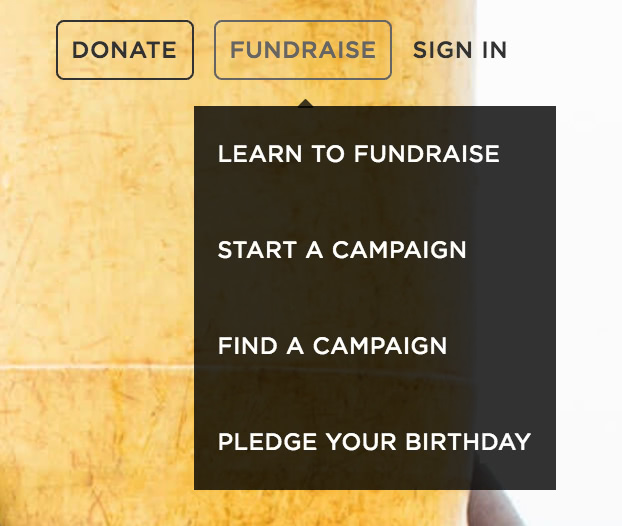 DONATE
FUNDRAISE
SIGN IN
LEARN TO FUNDRAISE
START A CAMPAIGN
FIND A CAMPAIGN
PLEDGE YOUR BIRTHDAY